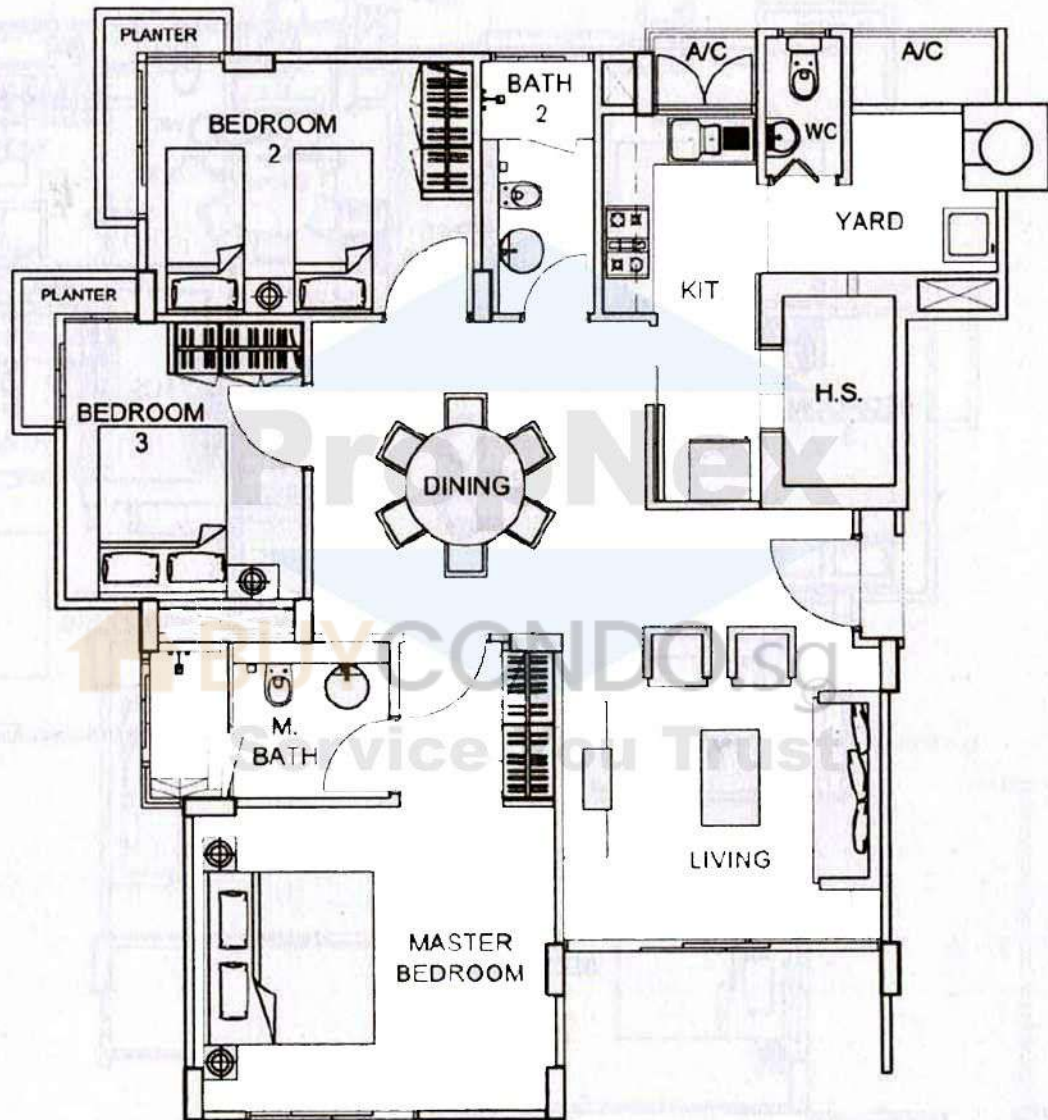 PLANTER
A/C
A/C
BATH
2
BEDROOM
2
WC
YARD
PLANTER
KIT
H.S.
BEDROOM
3
PropNex
DINING
BUYCONDO.sg
Service You Trust
M.
BATH
LIVING
MASTER
BEDROOM